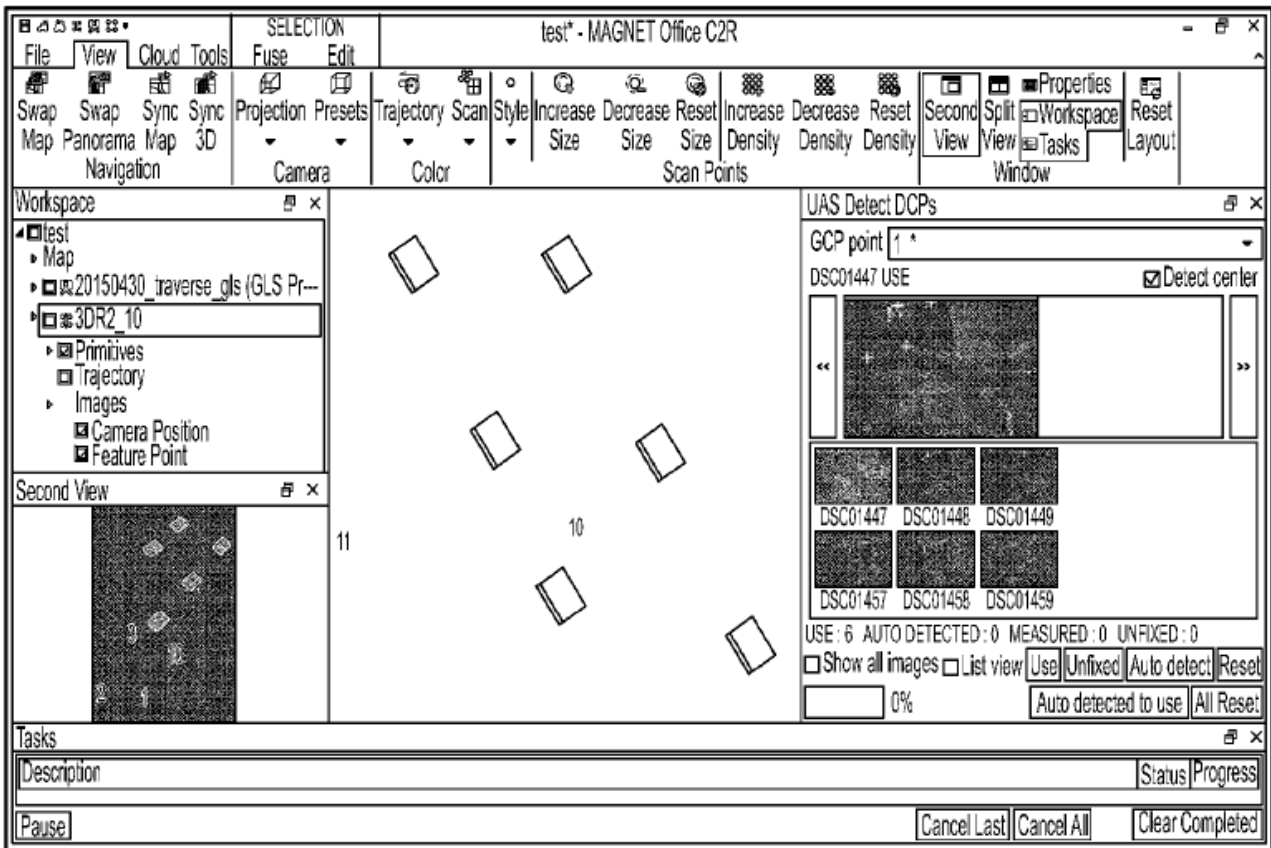 test* - MAGNET Office C2R
SELECTION
File View Cloud Tools Fuse Edit
Swap Map
Swap Panorama
Sync Map
Sync 3D
Navigation
Projection
Presets
Camera
Trajectory
Scan
Color
Style
Increase Size
Decrease Size
Reset Size
Increase Density
Decrease Density
Reset Density
Scan Points
Second View
Split View
Properties
Workspace
Tasks
Window
Reset Layout
Workspace
test
Map
20150430_traverse_gls (GLS Pr---
3DR2_10
Primitives
Trajectory
Images
Camera Position
Feature Point
Second View
3
2
1
11
10
UAS Detect DCPs
GCP point 1 *
DSC01447 USE
Detect center
<<
>>
DSC01447 DSC01448 DSC01449
DSC01457 DSC01458 DSC01459
USE : 6 AUTO DETECTED : 0 MEASURED : 0 UNFIXED : 0
Show all images List view Use Unfixed Auto detect Reset
0% Auto detected to use All Reset
Tasks
Description Status Progress
Pause Cancel Last Cancel All Clear Completed